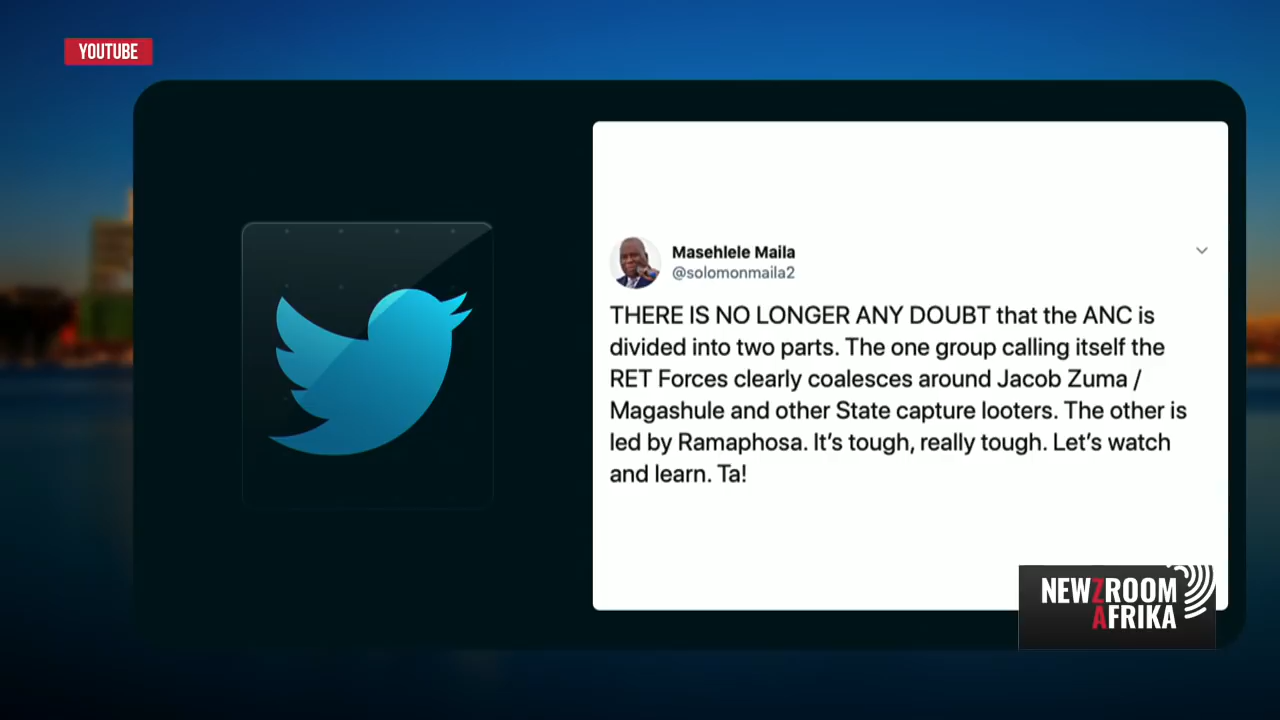 YOUTUBE
Masehlele Maila
@solomonmaila2
THERE IS NO LONGER ANY DOUBT that the ANC is
divided into two parts. The one group calling itself the
RET Forces clearly coalesces around Jacob Zuma /
Magashule and other State capture looters. The other is
led by Ramaphosa. It’s tough, really tough. Let’s watch
and learn. Ta!
NEWZROOM
AFRIKA